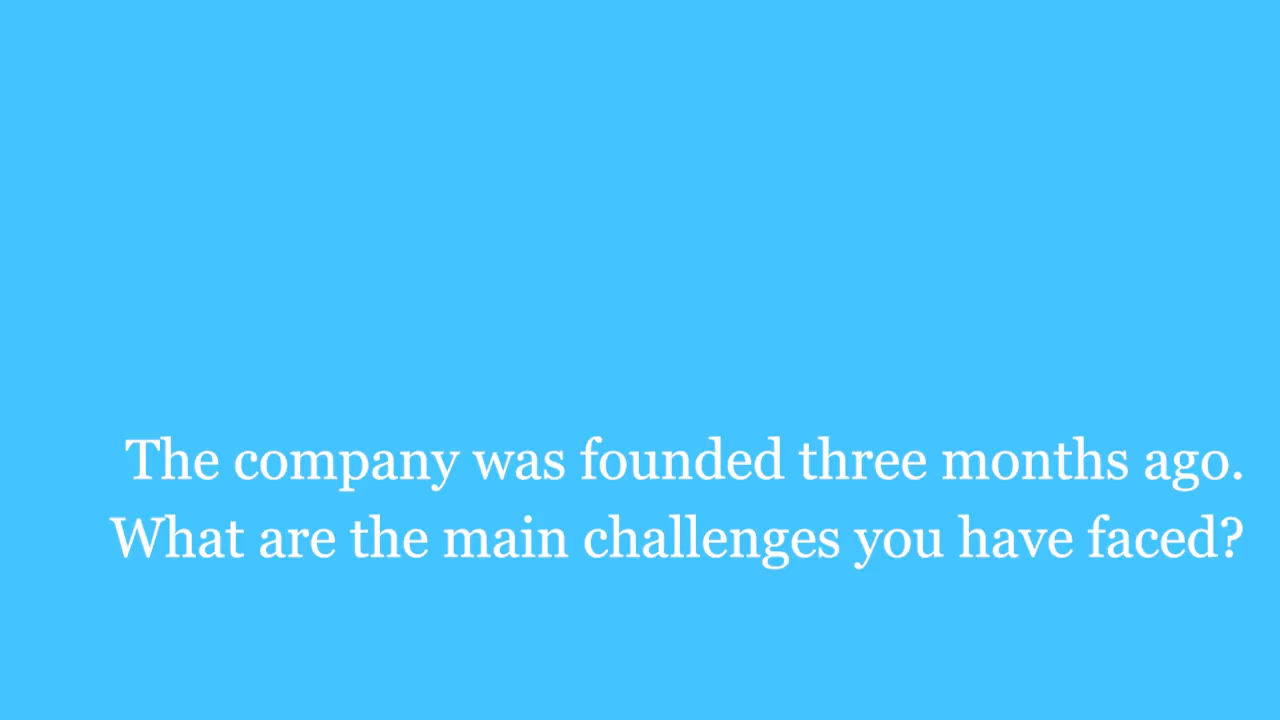 The company was founded three months ago.
What are the main challenges you have faced?